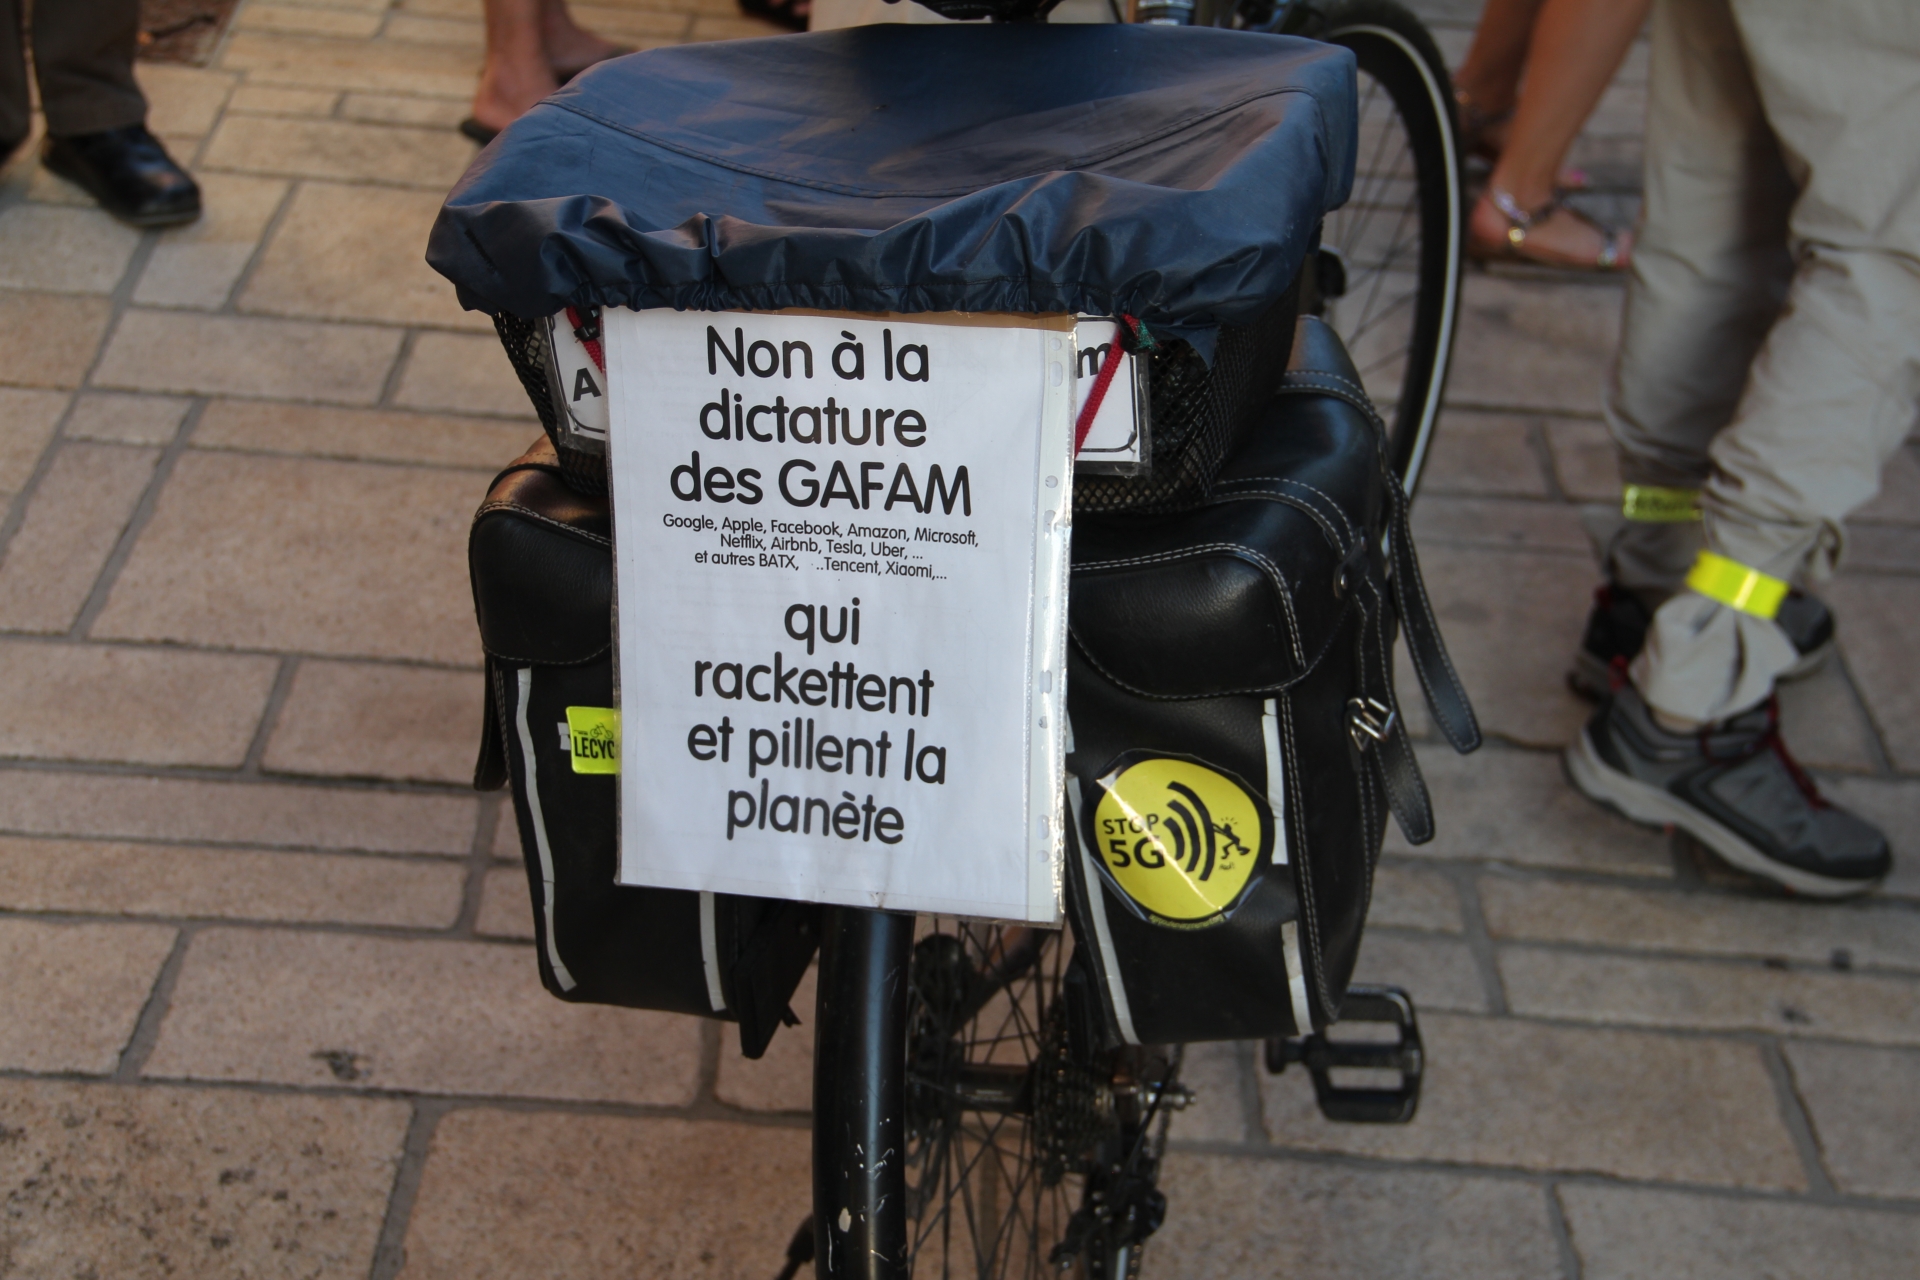 Non à la
dictature
des GAFAM
Google, Apple, Facebook, Amazon, Microsoft,
Netflix, Airbnb, Tesla, Uber, ...
et autres BATX, ..Tencent, Xiaomi,...
qui
rackettent
et pillent la
planète
A
m
LECYC
STOP
5G